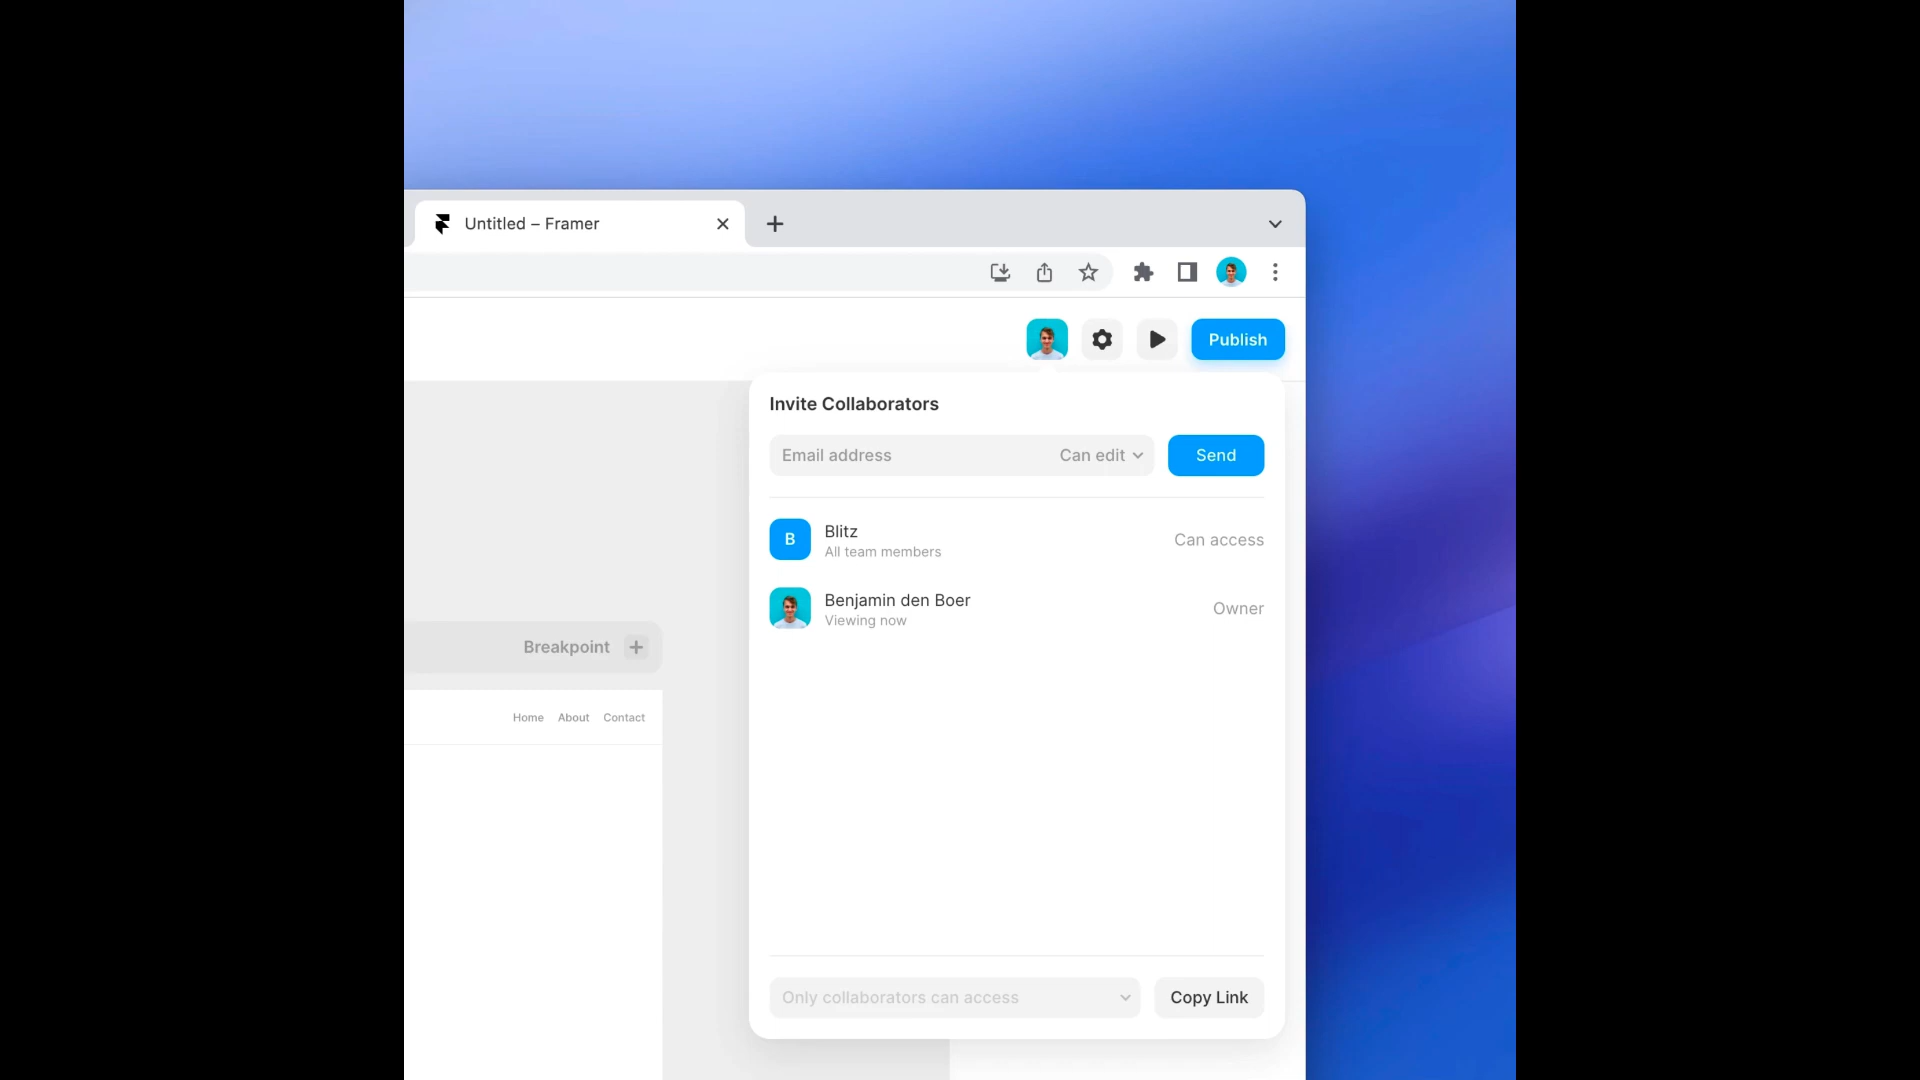 Untitled – Framer
Publish
Invite Collaborators
Email address
Can edit
Send
B
Blitz
All team members
Can access
Benjamin den Boer
Viewing now
Owner
Breakpoint
Home About Contact
Only collaborators can access
Copy Link